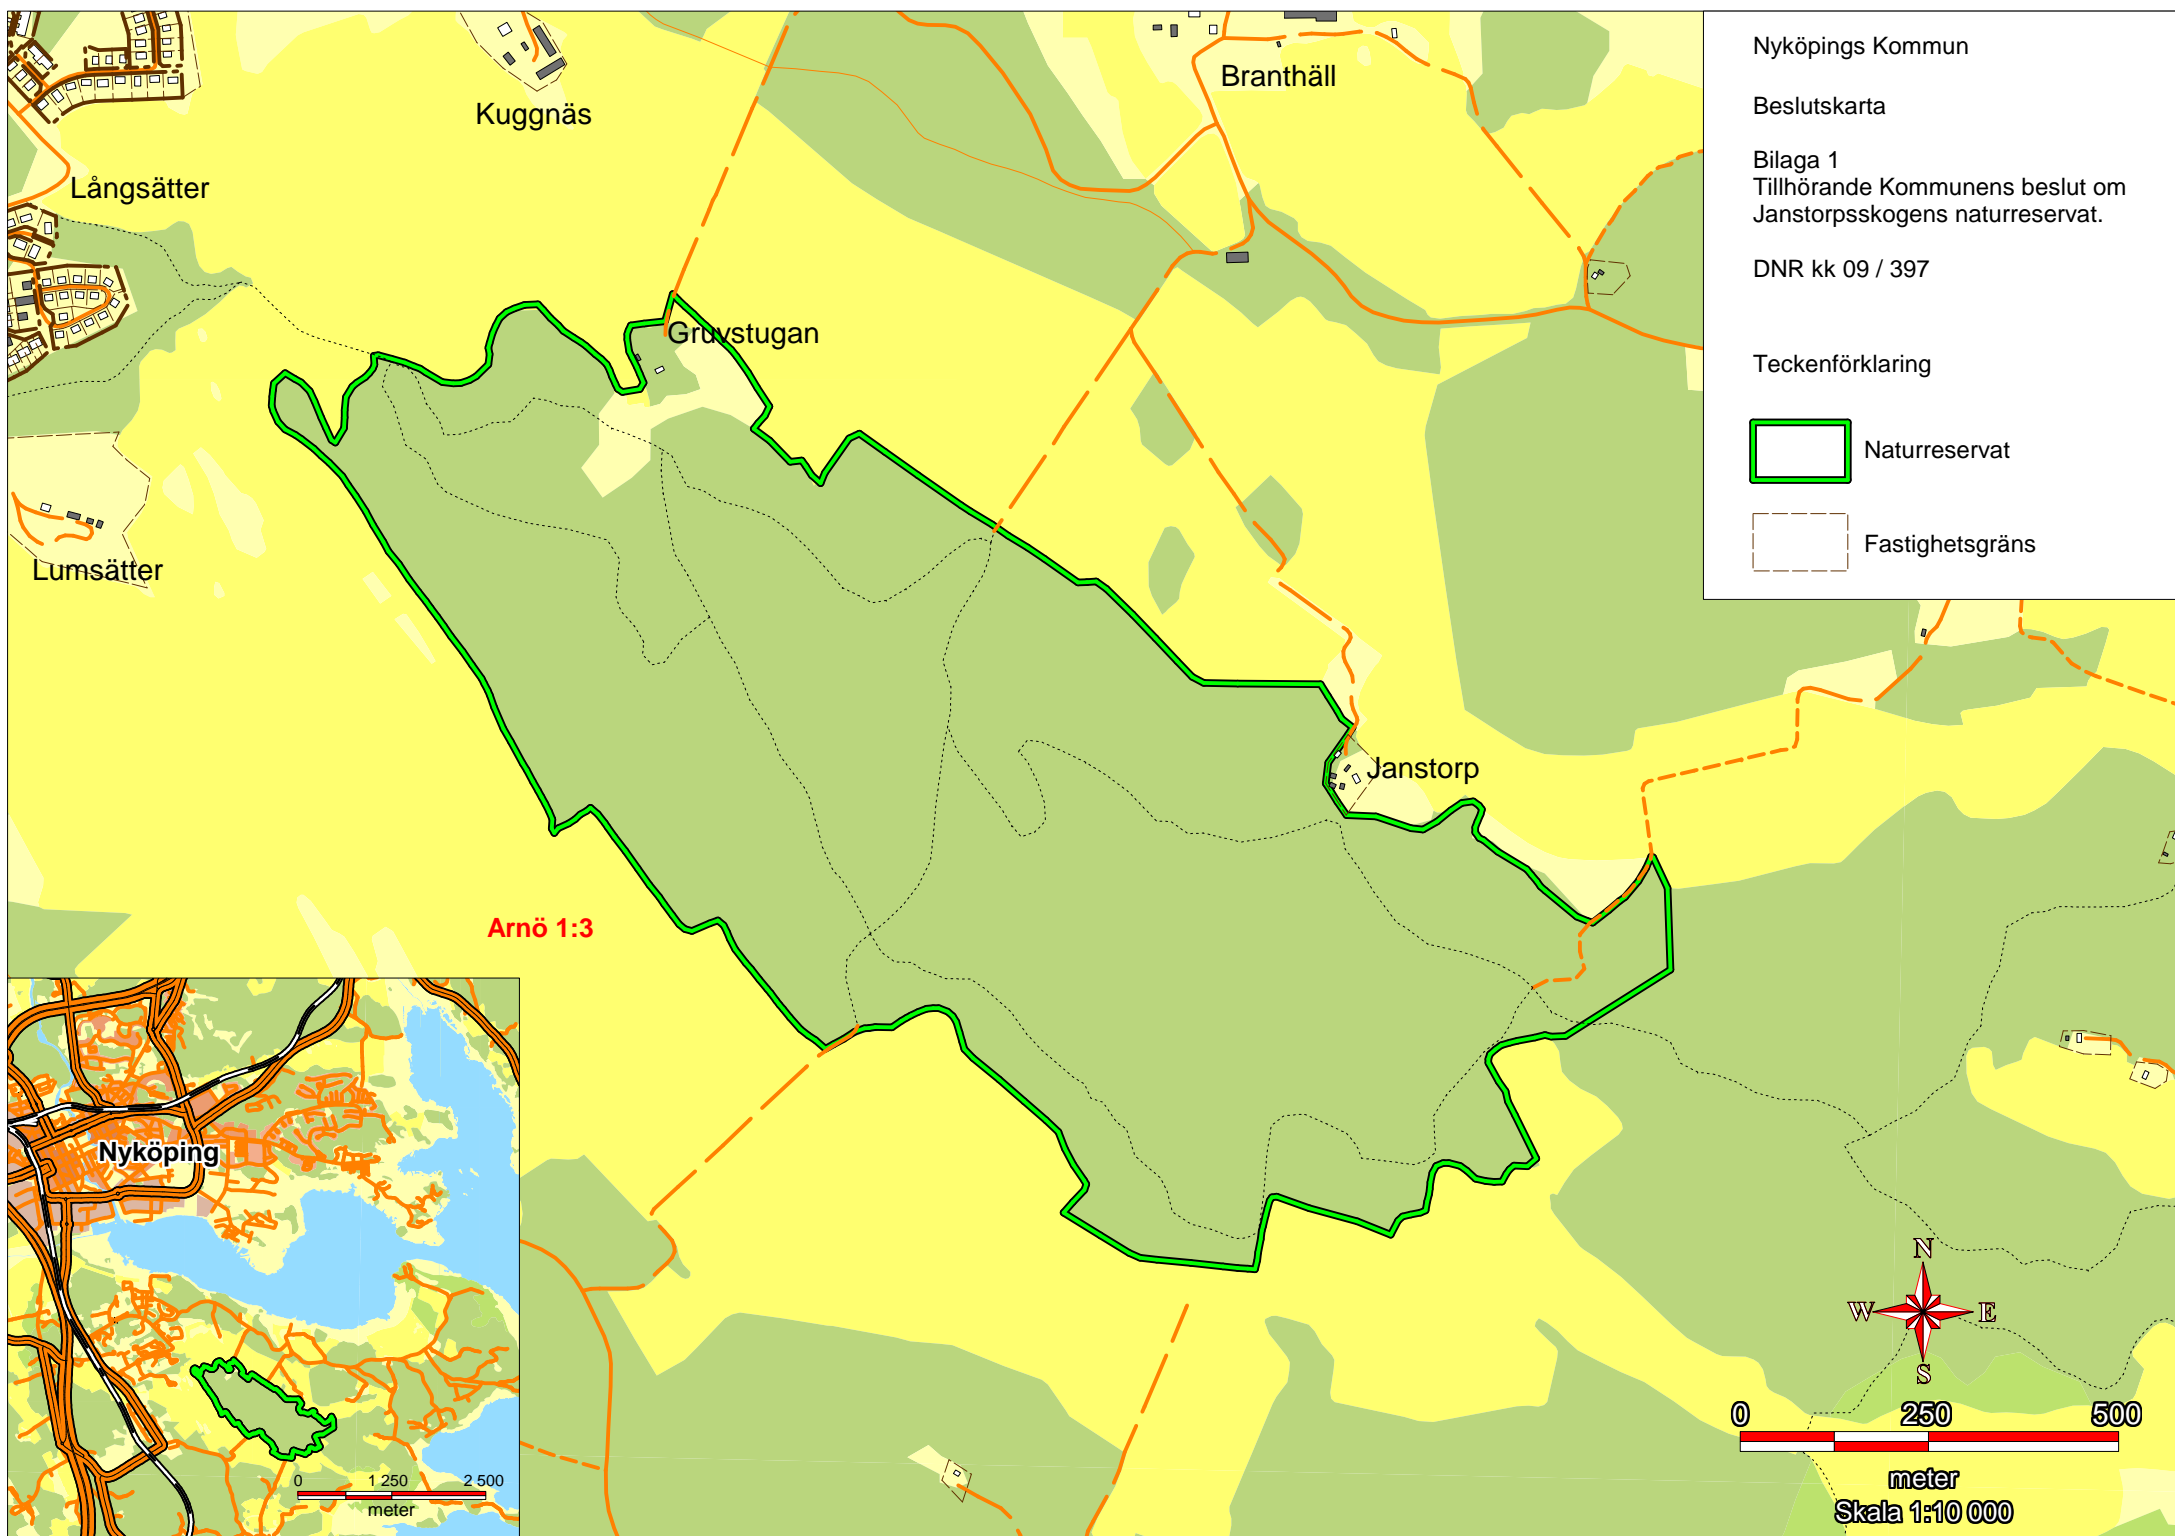 Nyköpings Kommun
Beslutskarta
Bilaga 1
Tillhörande Kommunens beslut om
Janstorpsskogens naturreservat.
DNR kk 09 / 397
Teckenförklaring
Naturreservat
Fastighetsgräns
Kuggnäs
Branthäll
Långsätter
Gruvstugan
Lumsätter
Janstorp
Arnö 1:3
Nyköping
0 1 250 2 500
meter
N
W E
S
0 250 500
meter
Skala 1:10 000